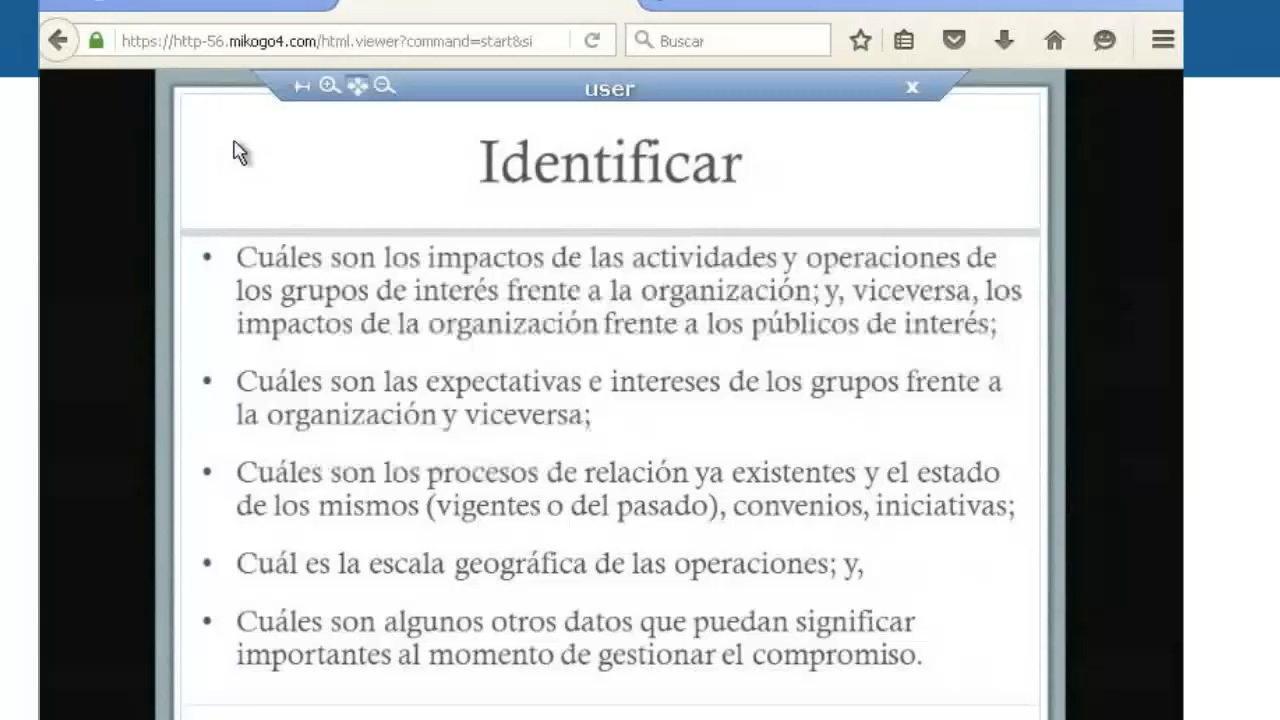 https://http-56.mikogo4.com/html.viewer?command=start&si
Buscar
user
x
Identificar
• Cuáles son los impactos de las actividades y operaciones de
los grupos de interés frente a la organización; y, viceversa, los
impactos de la organización frente a los públicos de interés;
• Cuáles son las expectativas e intereses de los grupos frente a
la organización y viceversa;
• Cuáles son los procesos de relación ya existentes y el estado
de los mismos (vigentes o del pasado), convenios, iniciativas;
• Cuál es la escala geográfica de las operaciones; y,
• Cuáles son algunos otros datos que puedan significar
importantes al momento de gestionar el compromiso.